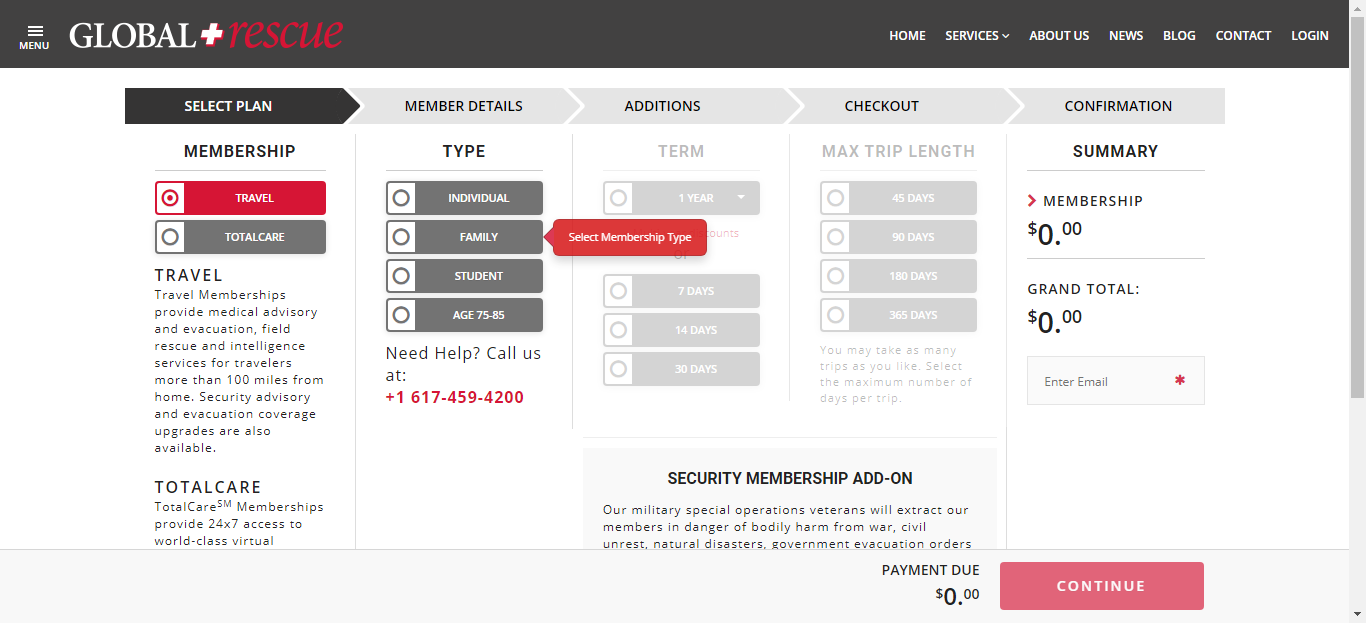 MENU
GLOBAL rescue
HOME
SERVICES
ABOUT US
NEWS
BLOG
CONTACT
LOGIN
SELECT PLAN
MEMBER DETAILS
ADDITIONS
CHECKOUT
CONFIRMATION
MEMBERSHIP
TRAVEL
TOTALCARE
TRAVEL
Travel Memberships
provide medical advisory
and evacuation, field
rescue and intelligence
services for travelers
more than 100 miles from
home. Security advisory
and evacuation coverage
upgrades are also
available.
TOTALCARE
TotalCareSM Memberships
provide 24x7 access to
world-class virtual
TYPE
INDIVIDUAL
FAMILY
STUDENT
AGE 75-85
Need Help? Call us
at:
+1 617-459-4200
Select Membership Type
TERM
1 YEAR
7 DAYS
14 DAYS
30 DAYS
MAX TRIP LENGTH
45 DAYS
90 DAYS
180 DAYS
365 DAYS
You may take as many
trips as you like. Select
the maximum number of
days per trip.
SECURITY MEMBERSHIP ADD-ON
Our military special operations veterans will extract our
members in danger of bodily harm from war, civil
unrest, natural disasters, government evacuation orders
SUMMARY
MEMBERSHIP
$0.00
GRAND TOTAL:
$0.00
Enter Email *
PAYMENT DUE
$0.00
CONTINUE